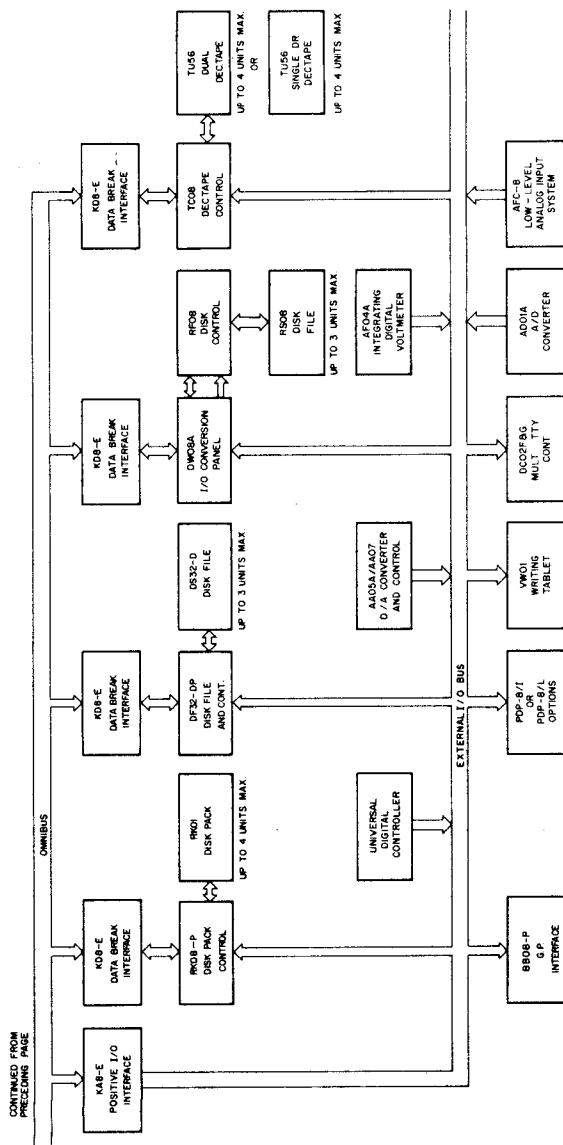 CONTINUED FROM
PRECEDING PAGE
OMNIBUS
KA8-E
POSITIVE I/O
INTERFACE
KD8-E
DATA BREAK
INTERFACE
KD8-E
DATA BREAK
INTERFACE
KD8-E
DATA BREAK
INTERFACE
KD8-E
DATA BREAK
INTERFACE
RK08-P
DISK PACK
CONTROL
RK01
DISK PACK
UP TO 4 UNITS MAX.
DF32-DP
DISK FILE
AND CONT.
DS32-D
DISK FILE
UP TO 3 UNITS MAX.
DW08A
I/O CONVERSION
PANEL
RF08
DISK
CONTROL
RS08
DISK
FILE
UP TO 3 UNITS MAX.
TC08
DECTAPE
CONTROL
TU56
DUAL
DECTAPE
UP TO 4 UNITS MAX.
OR
TU56
SINGLE DR
DECTAPE
UP TO 4 UNITS MAX.
UNIVERSAL
DIGITAL
CONTROLLER
AA05A/AA07
D/A CONVERTER
AND CONTROL
AF04A
INTEGRATING
DIGITAL
VOLTMETER
EXTERNAL I/O BUS
BB08-P
G.P.
INTERFACE
PDP-8/I
OR
PDP-8/L
OPTIONS
VW01
WRITING
TABLET
DC02F&G
MULT TTY
CONT
AD01A
A/D
CONVERTER
AFC-8
LOW-LEVEL
ANALOG INPUT
SYSTEM